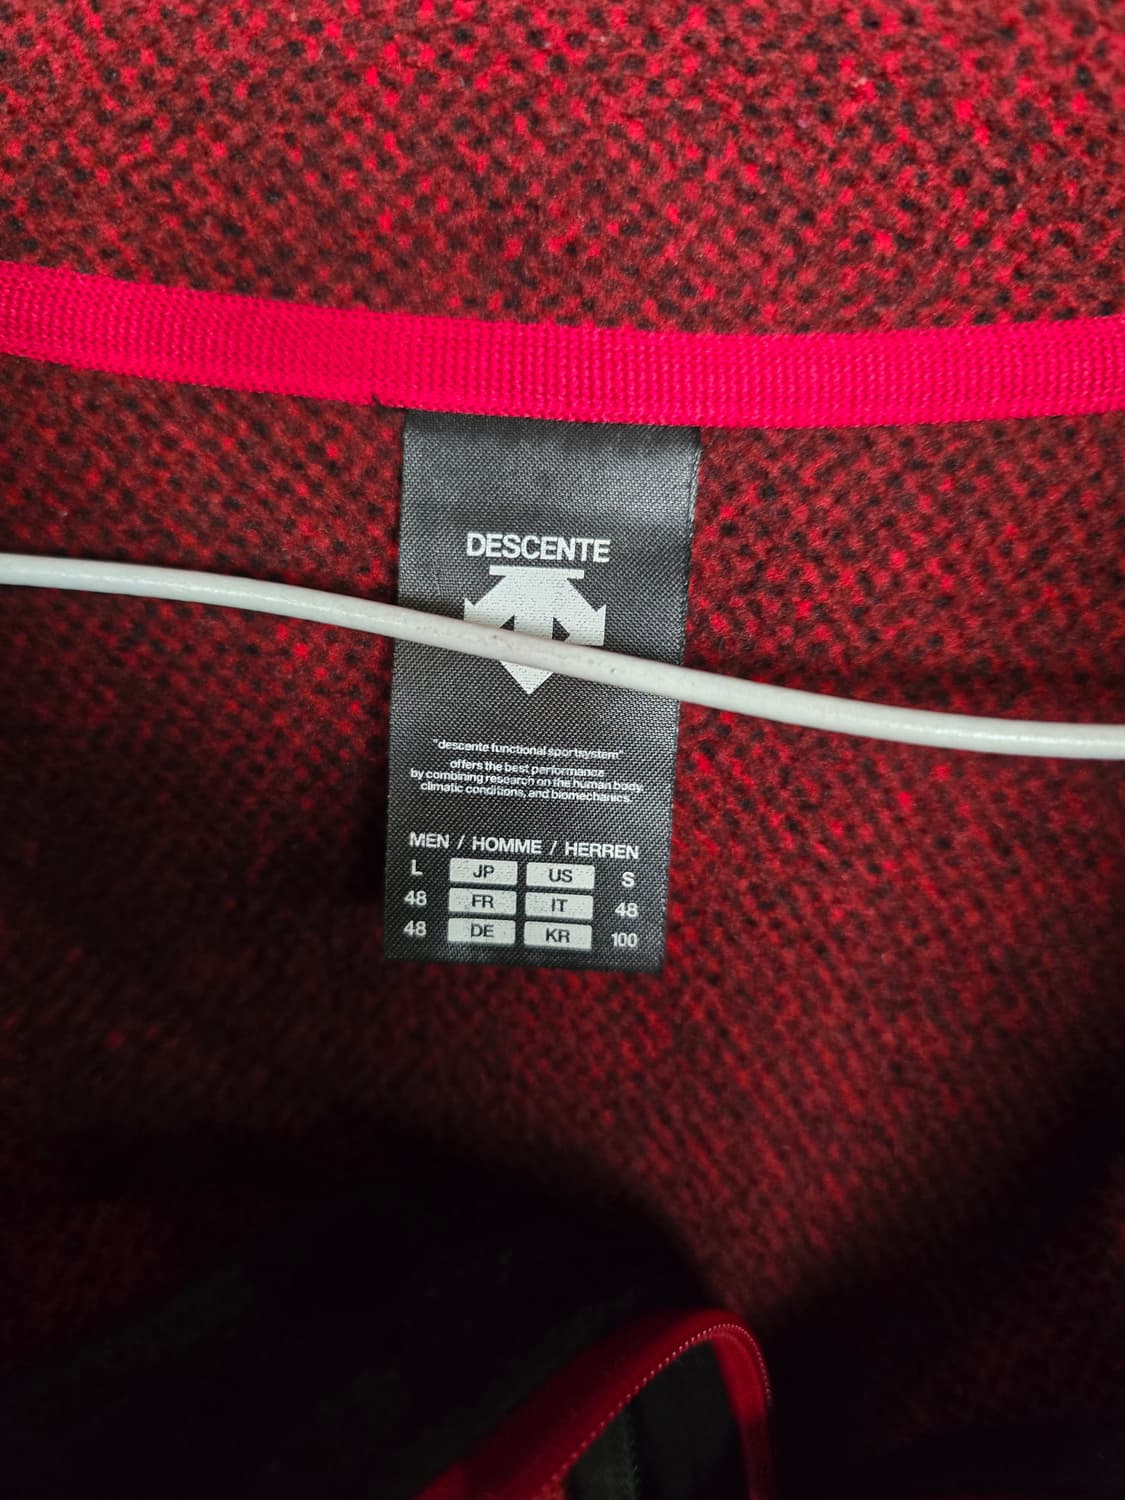 DESCENTE
"descente functional sportsystem"
offers the best performance
by combining research on the human body,
climatic conditions, and biomechanics.
MEN / HOMME / HERREN
L JP US S
48 FR IT 48
48 DE KR 100